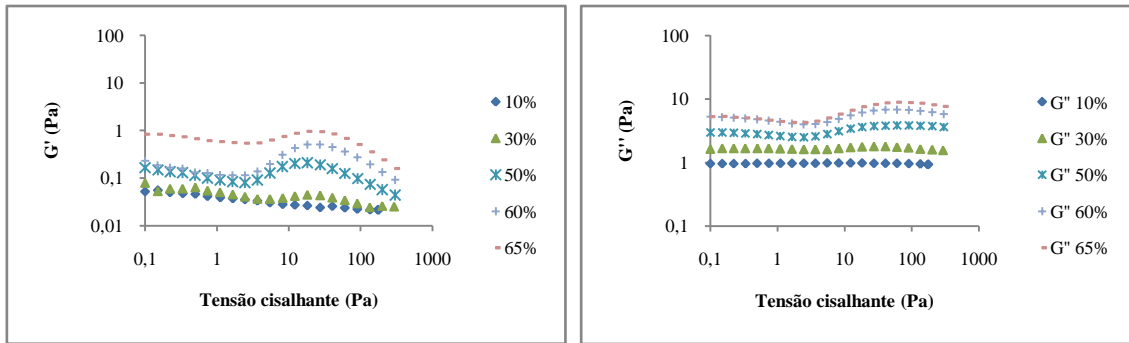 G' (Pa)
100
10
1
0,1
0,01
0,1 1 10 100 1000
Tensão cisalhante (Pa)
10%
30%
50%
60%
65%
G'' (Pa)
100
10
1
0,1
0,1 1 10 100 1000
Tensão cisalhante (Pa)
G" 10%
G" 30%
G" 50%
G" 60%
G" 65%